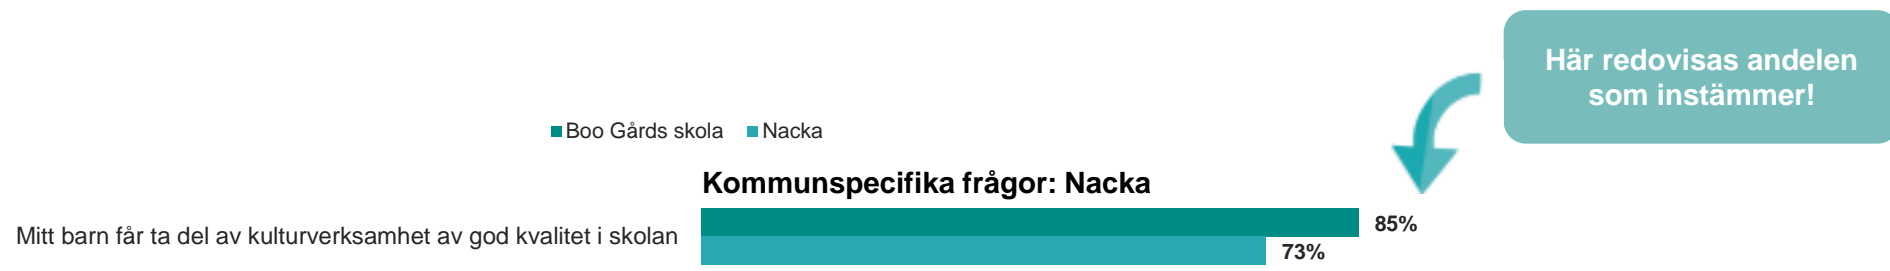 Här redovisas andelen
som instämmer!
Boo Gårds skola Nacka
Kommunspecifika frågor: Nacka
Mitt barn får ta del av kulturverksamhet av god kvalitet i skolan
85%
73%